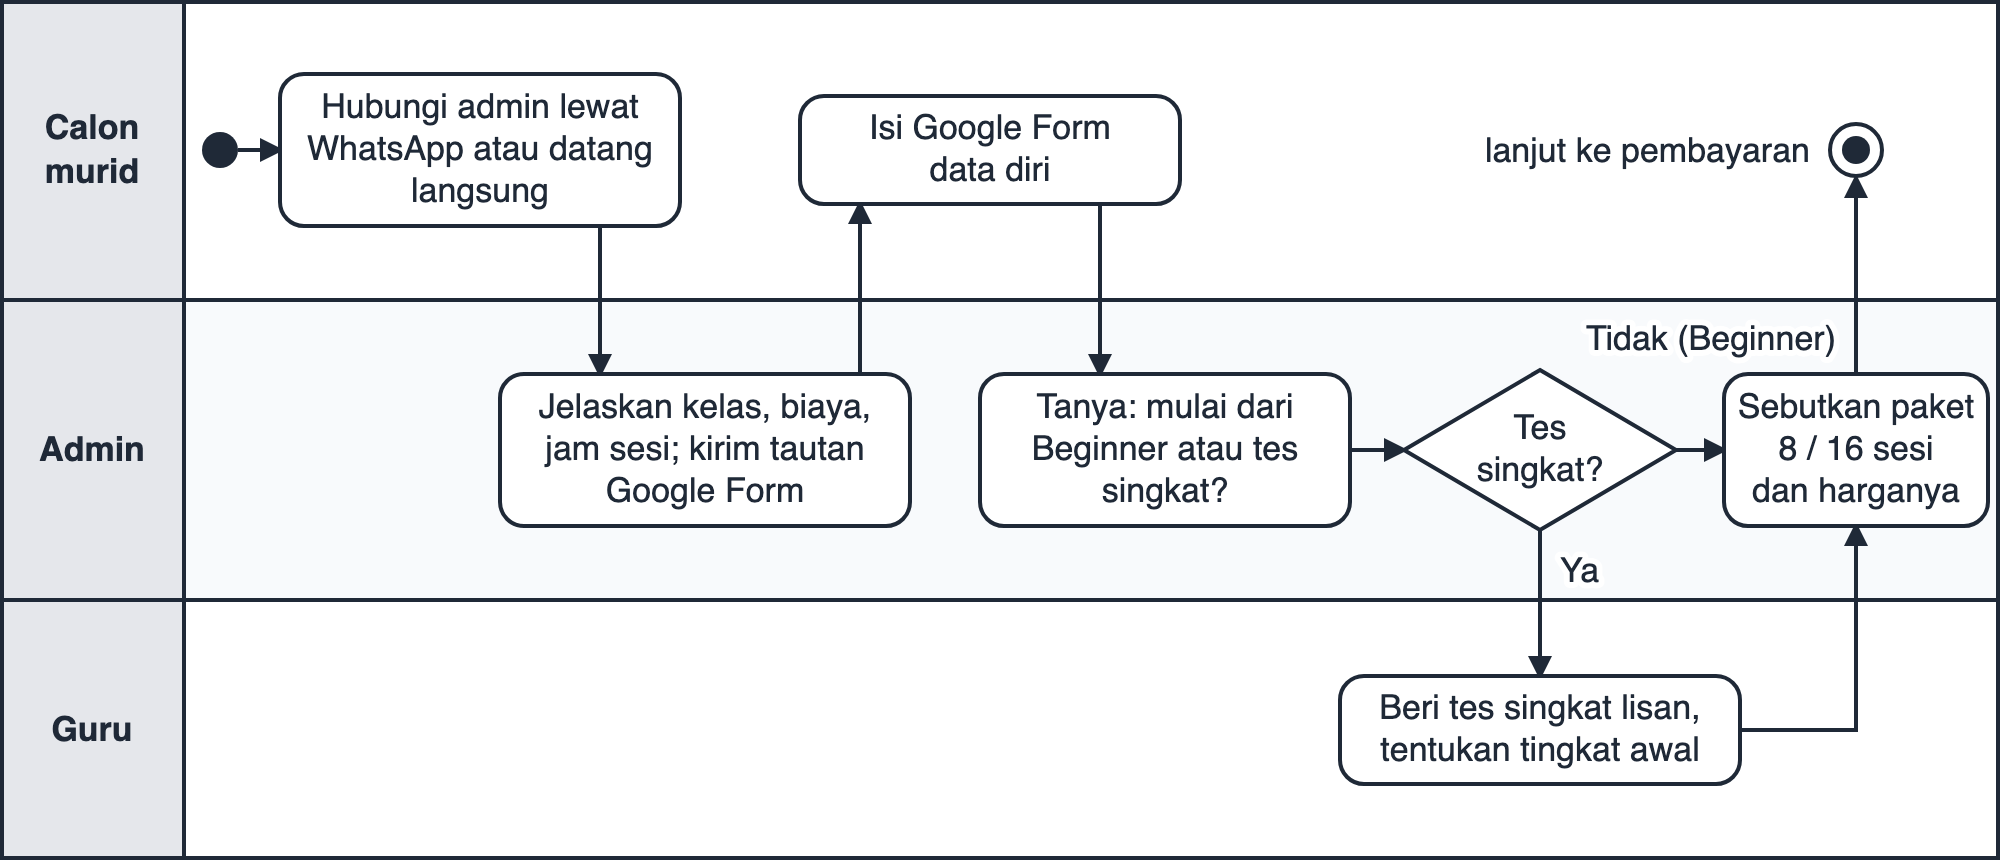 Calon
murid
Hubungi admin lewat
WhatsApp atau datang
langsung
Isi Google Form
data diri
lanjut ke pembayaran
Admin
Jelaskan kelas, biaya,
jam sesi; kirim tautan
Google Form
Tanya: mulai dari
Beginner atau tes
singkat?
Tes
singkat?
Tidak (Beginner)
Sebutkan paket
8 / 16 sesi
dan harganya
Ya
Guru
Beri tes singkat lisan,
tentukan tingkat awal